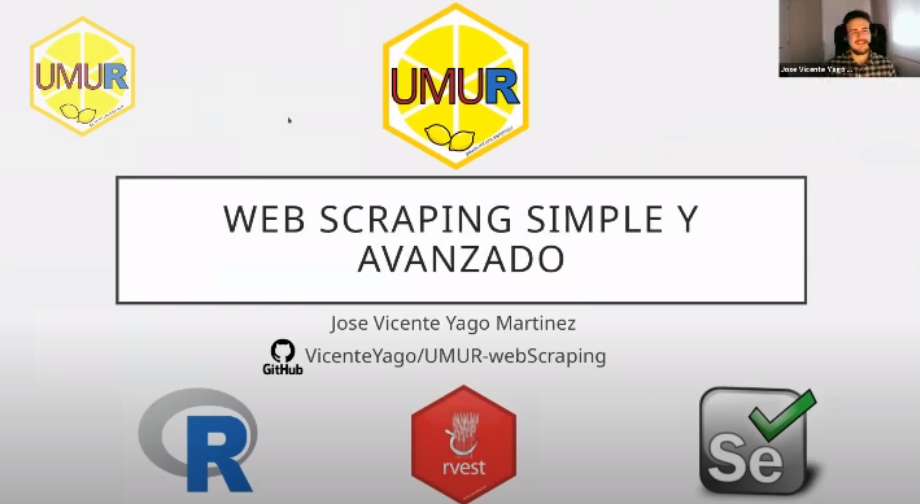 UMUR
UMUR
Jose Vicente Yago ...
WEB SCRAPING SIMPLE Y
AVANZADO
Jose Vicente Yago Martinez
GitHub
VicenteYago/UMUR-webScraping
R
rvest
Se